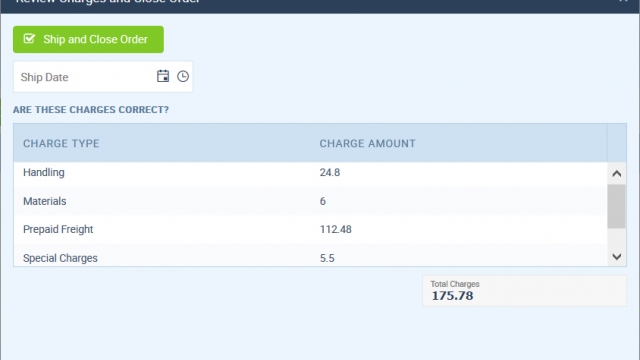 Review Charges and Close Order
Ship and Close Order
Ship Date
ARE THESE CHARGES CORRECT?
CHARGE TYPE CHARGE AMOUNT
Handling 24.8
Materials 6
Prepaid Freight 112.48
Special Charges 5.5
Total Charges
175.78